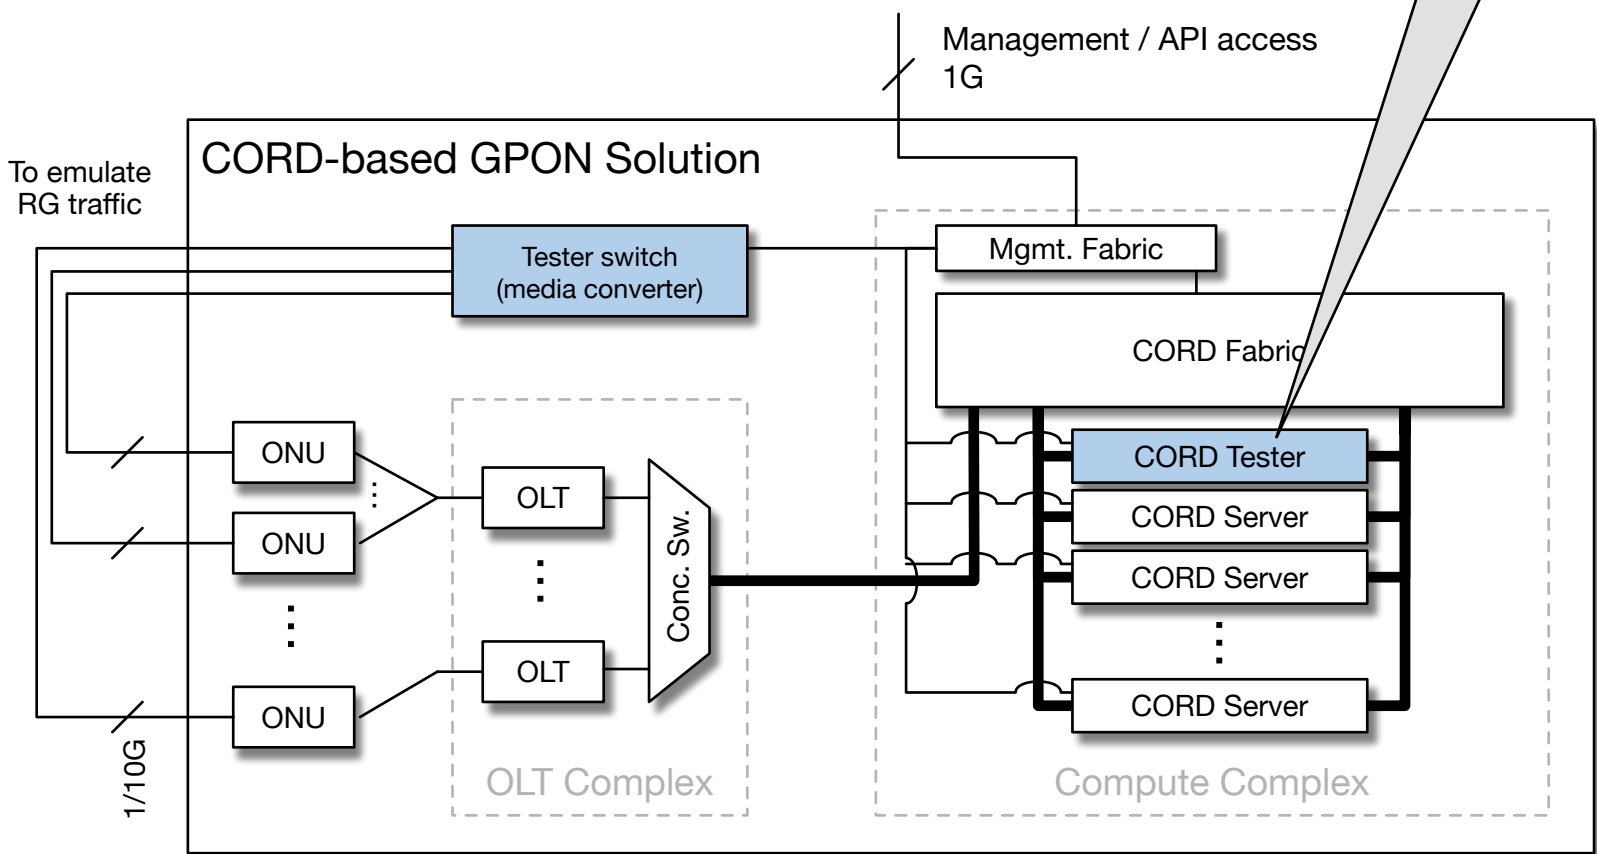 Management / API access
1G
CORD-based GPON Solution
To emulate
RG traffic
Tester switch
(media converter)
Mgmt. Fabric
CORD Fabric
ONU
OLT
CORD Tester
ONU
Conc. Sw.
CORD Server
CORD Server
OLT
ONU
CORD Server
1/10G
OLT Complex
Compute Complex